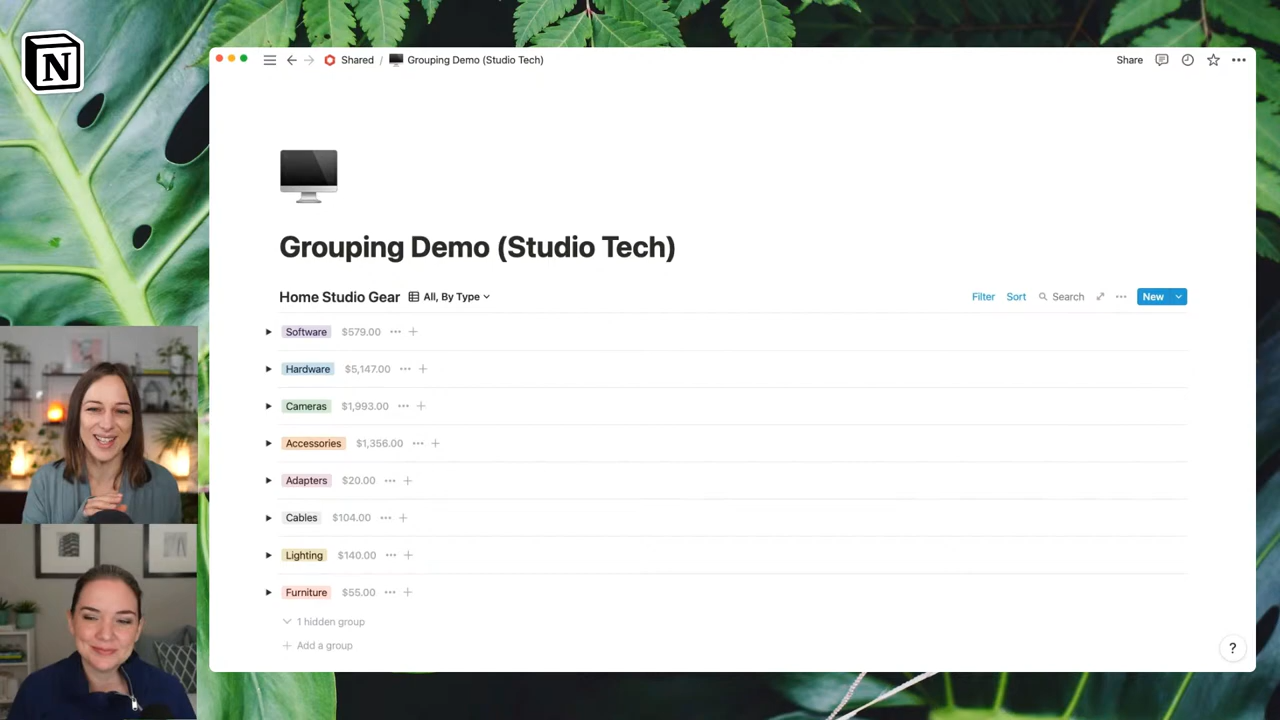 N
Shared / Grouping Demo (Studio Tech)
Share
Grouping Demo (Studio Tech)
Home Studio Gear All, By Type
Filter Sort Search New
Software $579.00
Hardware $5,147.00
Cameras $1,993.00
Accessories $1,356.00
Adapters $20.00
Cables $104.00
Lighting $140.00
Furniture $55.00
1 hidden group
Add a group
?